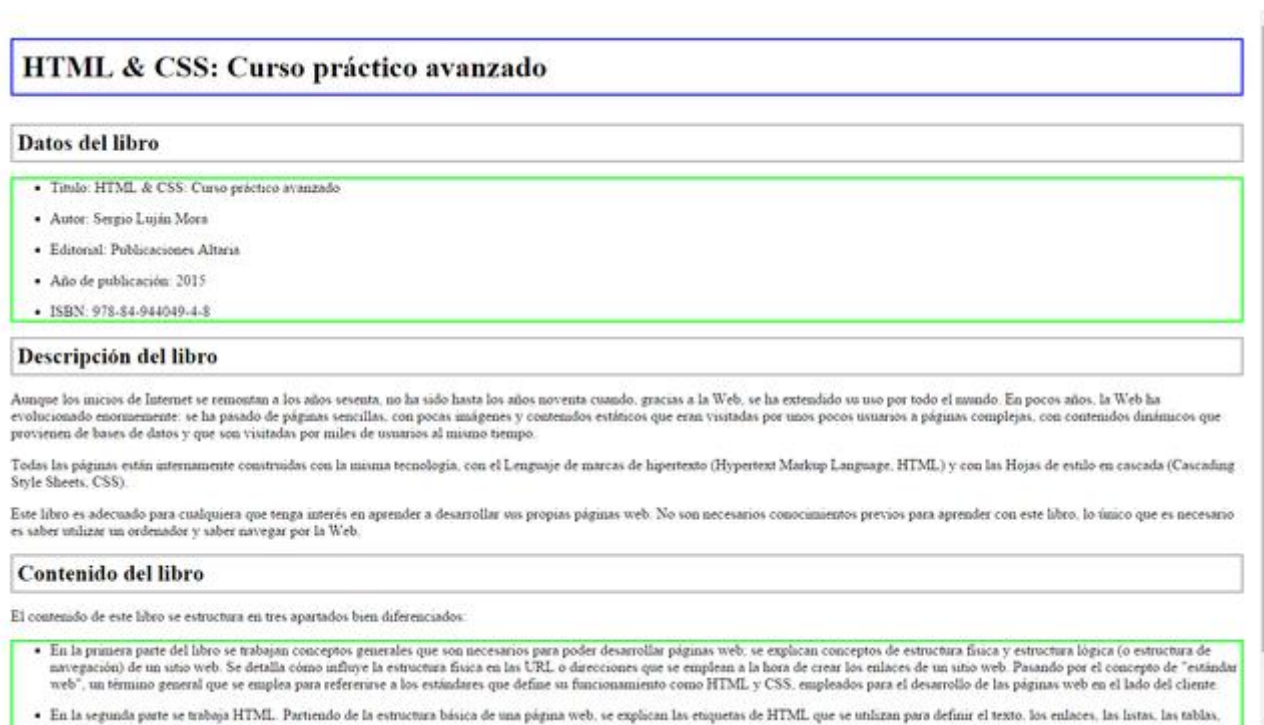 HTML & CSS: Curso práctico avanzado
Datos del libro
• Titulo: HTML & CSS: Curso práctico avanzado
• Autor: Sergio Luján Mora
• Editorial: Publicaciones Altaria
• Año de publicación: 2015
• ISBN: 978-84-944049-4-8
Descripción del libro
Aunque los inicios de Internet se remontan a los años sesenta, no ha sido hasta los años noventa cuando, gracias a la Web, se ha extendido su uso por todo el mundo. En pocos años, la Web ha
evolucionado enormemente: se ha pasado de páginas sencillas, con pocas imágenes y contenidos estáticos que eran visitadas por unos pocos usuarios a páginas complejas, con contenidos dinámicos que
provienen de bases de datos y que son visitadas por miles de usuarios al mismo tiempo.
Todas las páginas están internamente construidas con la misma tecnología, con el Lenguaje de marcas de hipertexto (Hypertext Markup Language, HTML) y con las Hojas de estilo en cascada (Cascading
Style Sheets, CSS).
Este libro es adecuado para cualquiera que tenga interés en aprender a desarrollar sus propias páginas web. No son necesarios conocimientos previos para aprender con este libro, lo único que es necesario
es saber utilizar un ordenador y saber navegar por la Web.
Contenido del libro
El contenido de este libro se estructura en tres apartados bien diferenciados:
• En la primera parte del libro se trabajan conceptos generales que son necesarios para poder desarrollar páginas web: se explican conceptos de estructura física y estructura lógica (o estructura de
navegación) de un sitio web. Se detalla cómo influye la estructura física en las URL o direcciones que se emplean a la hora de crear los enlaces de un sitio web. Pasando por el concepto de "estándar
web", un término general que se emplea para refererirse a los estándares que define su funcionamiento como HTML y CSS, empleados para el desarrollo de las páginas web en el lado del cliente.
• En la segunda parte se trabaja HTML. Partiendo de la estructura básica de una página web, se explican las etiquetas de HTML que se utilizan para definir el texto, los enlaces, las listas, las tablas,